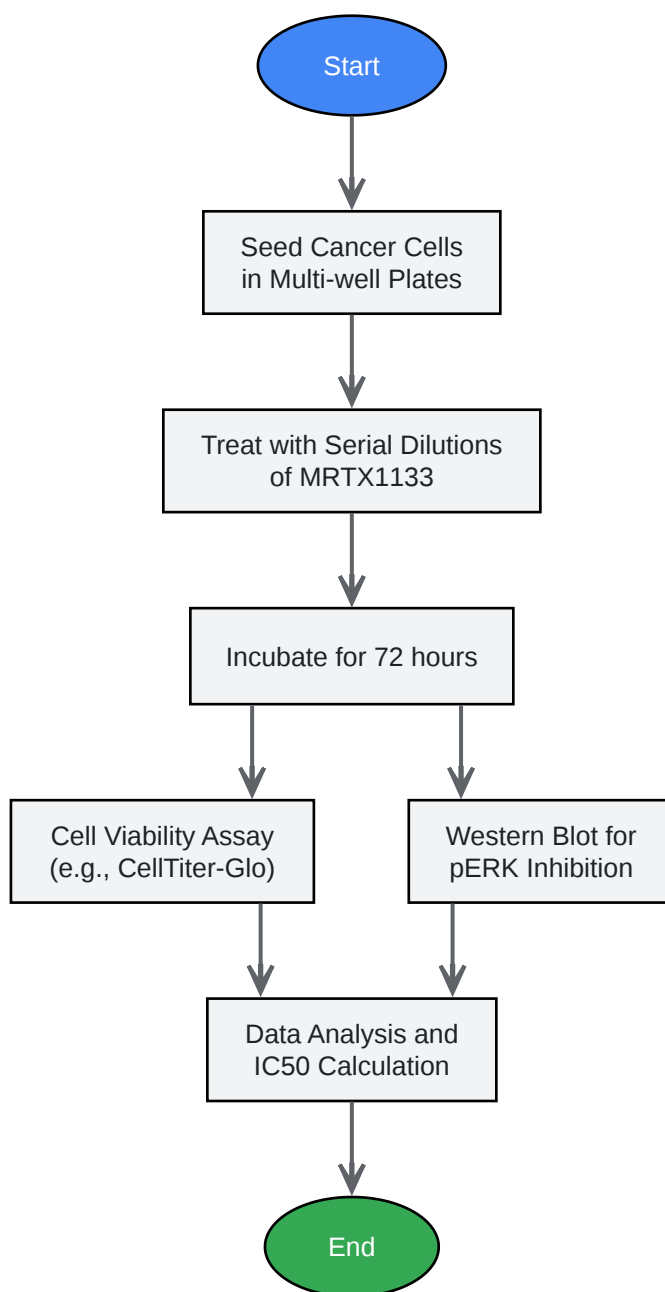 Start
Seed Cancer Cells
in Multi-well Plates
Treat with Serial Dilutions
of MRTX1133
Incubate for 72 hours
Cell Viability Assay
(e.g., CellTiter-Glo)
Western Blot for
pERK Inhibition
Data Analysis and
IC50 Calculation
End